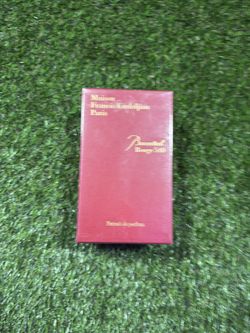 Maison
Francis Kurkdjian
Paris
Baccarat
Rouge 540
Extrait de parfum